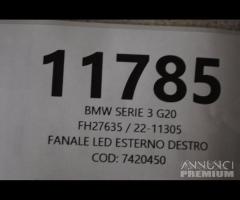 11785
BMW SERIE 3 G20
FH27635 / 22-11305
FANALE LED ESTERNO DESTRO
COD: 7420450
ANNUNCI
PREMIUM